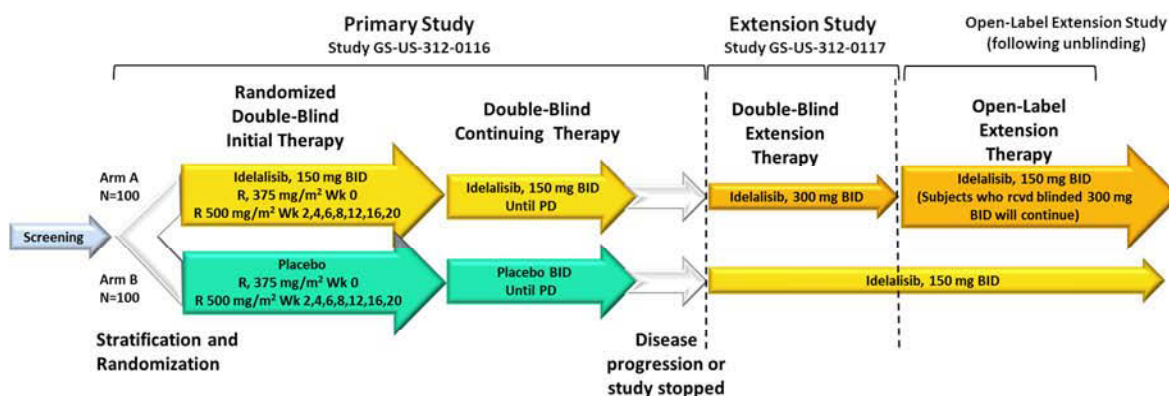 Primary Study
Study GS-US-312-0116
Extension Study
Study GS-US-312-0117
Open-Label Extension Study
(following unblinding)
Randomized
Double-Blind
Initial Therapy
Double-Blind
Continuing Therapy
Double-Blind
Extension
Therapy
Open-Label
Extension
Therapy
Screening
Arm A
N=100
Idelalisib, 150 mg BID
R, 375 mg/m² Wk 0
R 500 mg/m² Wk 2,4,6,8,12,16,20
Idelalisib, 150 mg BID
Until PD
Idelalisib, 300 mg BID
Idelalisib, 150 mg BID
(Subjects who rcvd blinded 300 mg
BID will continue)
Arm B
N=100
Placebo
R, 375 mg/m² Wk 0
R 500 mg/m² Wk 2,4,6,8,12,16,20
Placebo BID
Until PD
Idelalisib, 150 mg BID
Stratification and
Randomization
Disease
progression or
study stopped